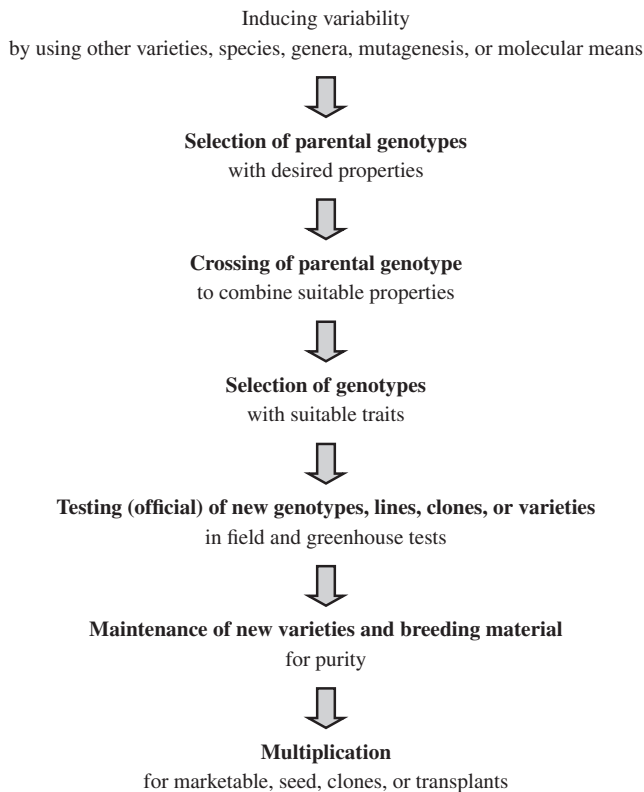 Inducing variability
by using other varieties, species, genera, mutagenesis, or molecular means
Selection of parental genotypes
with desired properties
Crossing of parental genotype
to combine suitable properties
Selection of genotypes
with suitable traits
Testing (official) of new genotypes, lines, clones, or varieties
in field and greenhouse tests
Maintenance of new varieties and breeding material
for purity
Multiplication
for marketable, seed, clones, or transplants